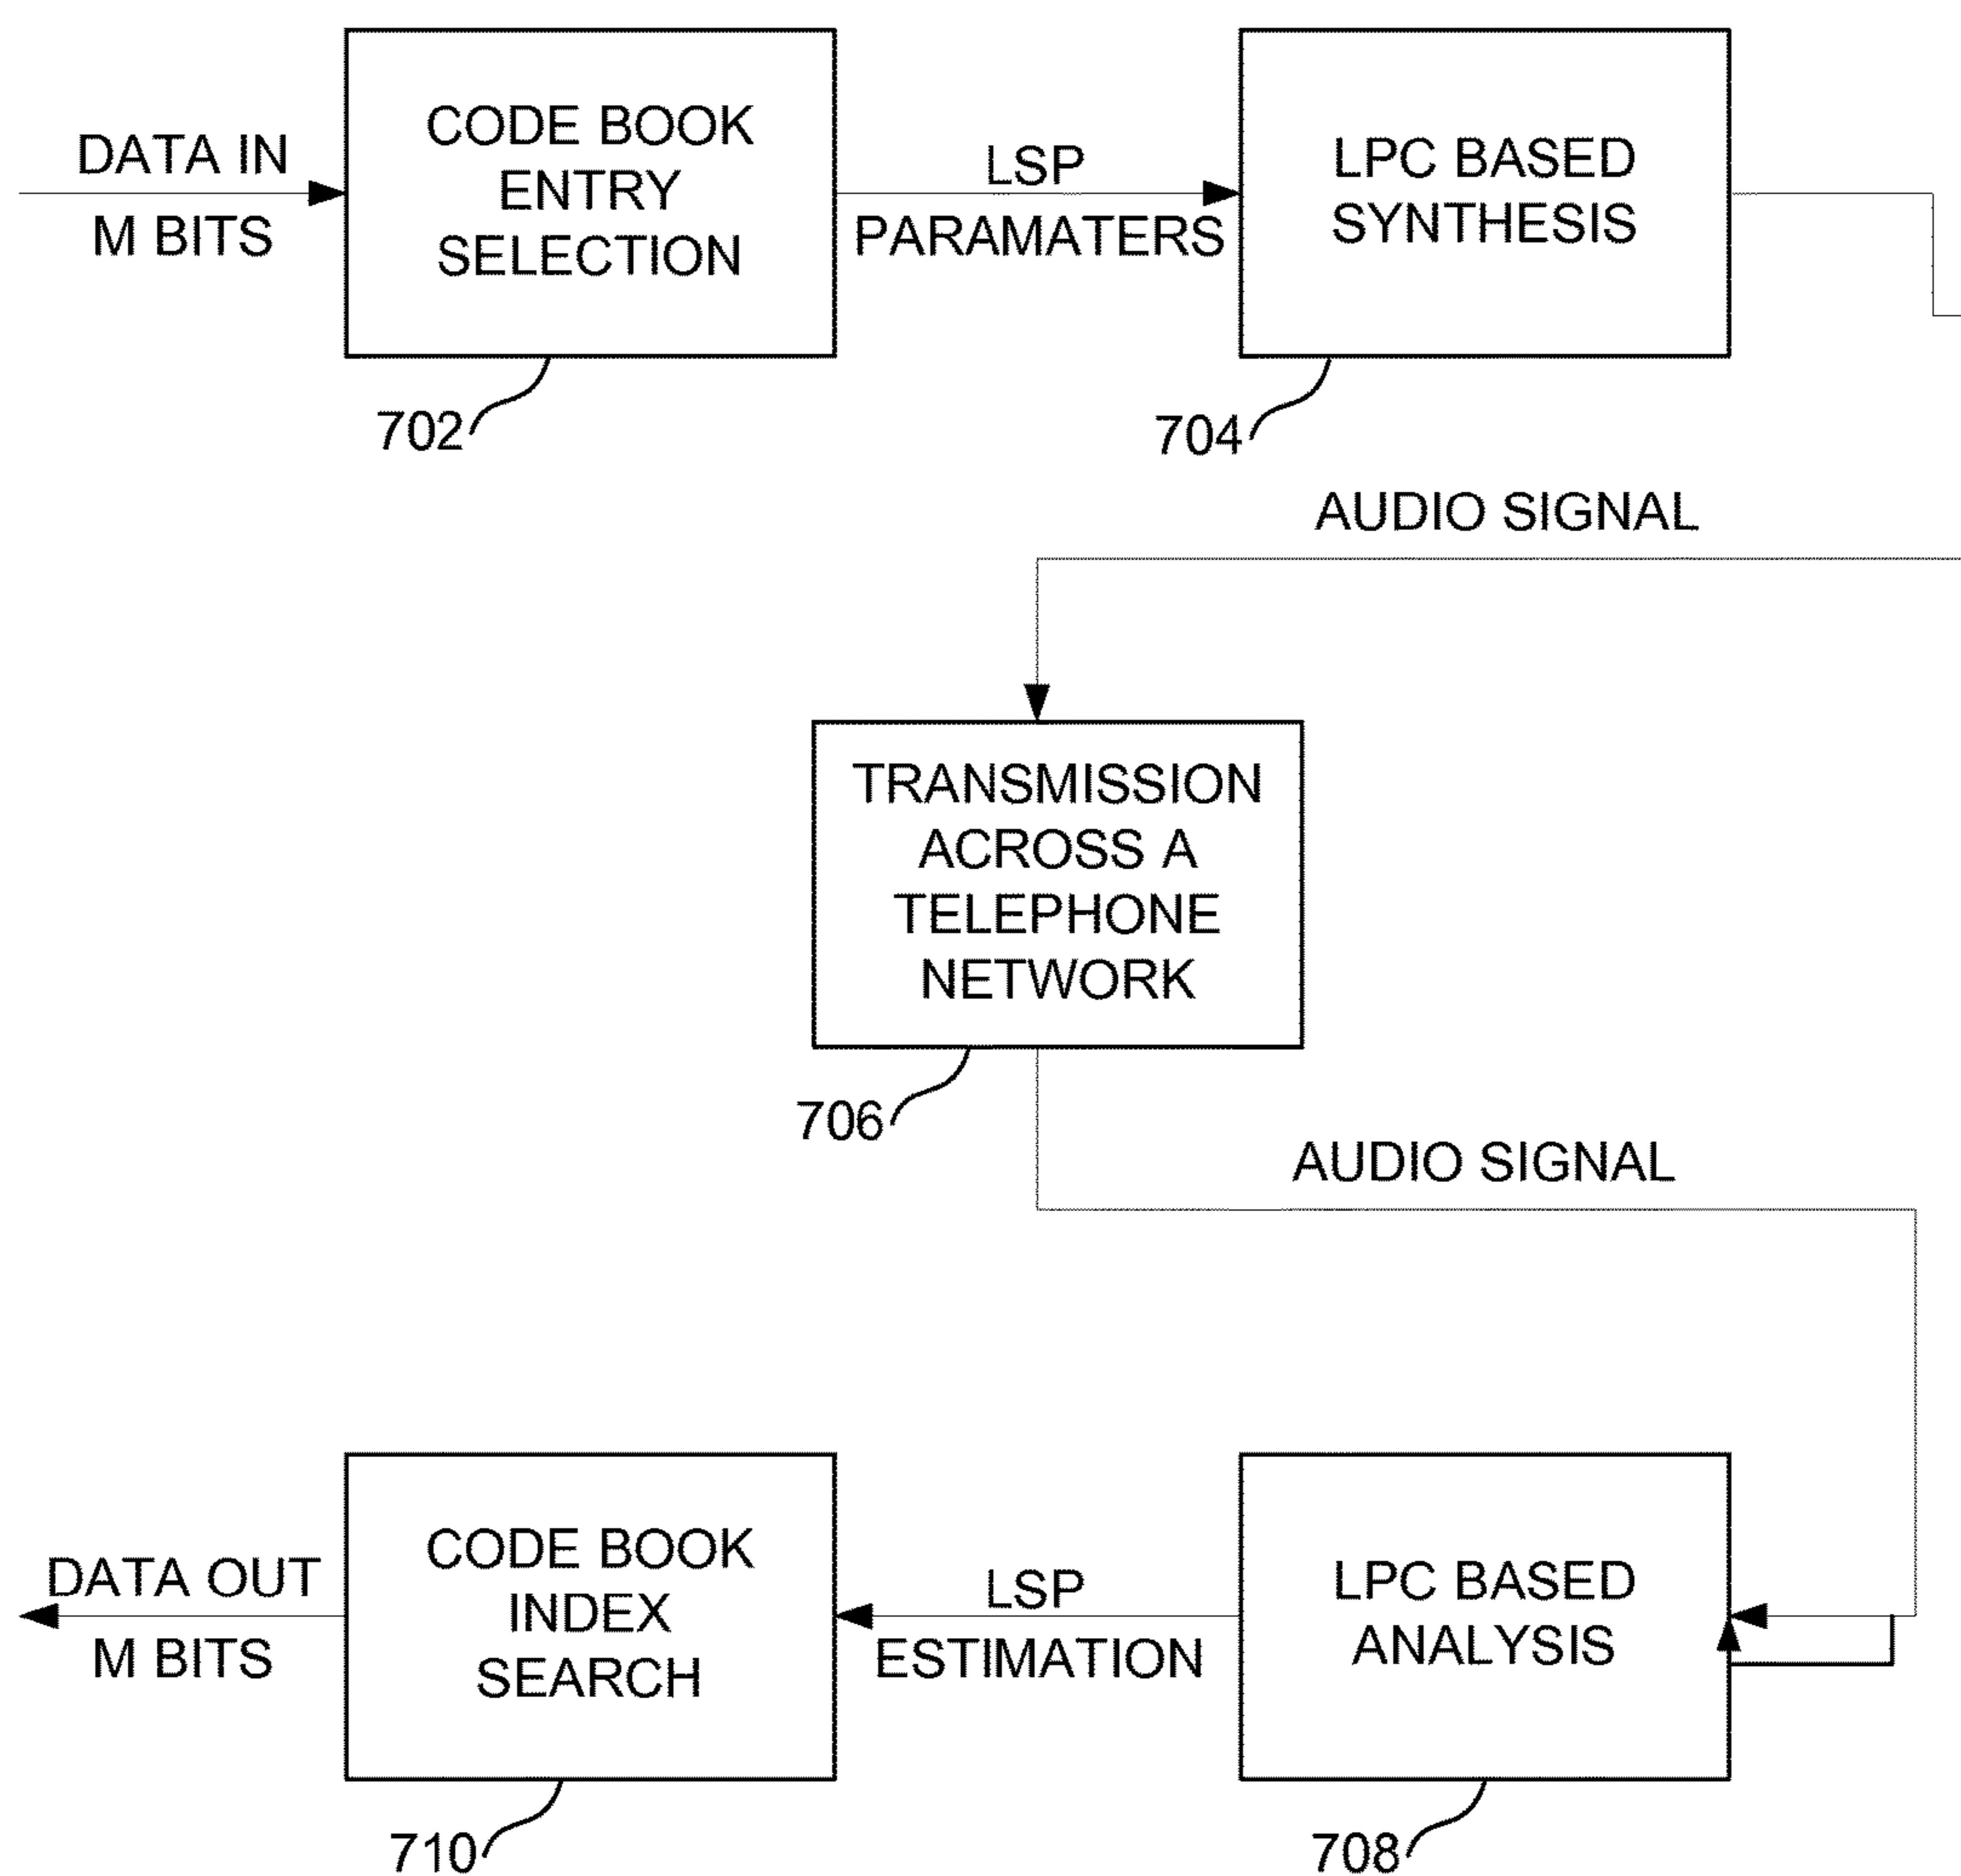 DATA IN
M BITS
CODE BOOK
ENTRY
SELECTION
702
LSP
PARAMATERS
LPC BASED
SYNTHESIS
704
AUDIO SIGNAL
TRANSMISSION
ACROSS A
TELEPHONE
NETWORK
706
AUDIO SIGNAL
LPC BASED
ANALYSIS
708
LSP
ESTIMATION
CODE BOOK
INDEX
SEARCH
710
DATA OUT
M BITS